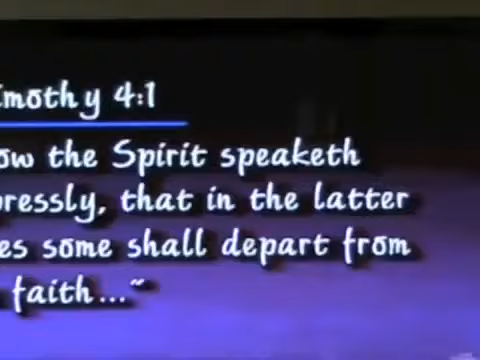 imothy 4:1
ow the Spirit speaketh
pressly, that in the latter
es some shall depart from
faith...~